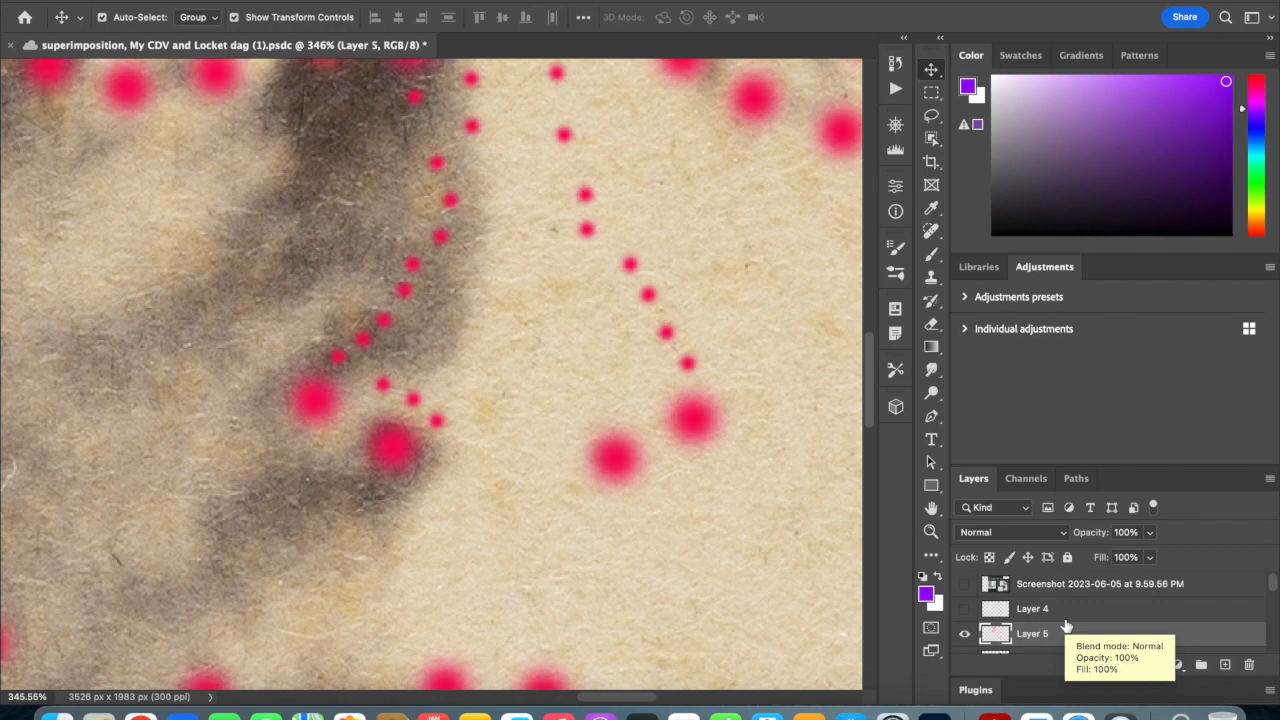 Auto-Select: Group Show Transform Controls 3D Mode: Share
superimposition, My CDV and Locket dag (1).psdc @ 346% (Layer 5, RGB/8) *
Color Swatches Gradients Patterns
Libraries Adjustments
Adjustments presets
Individual adjustments
Layers Channels Paths
Kind
Normal Opacity: 100%
Lock: Fill: 100%
Screenshot 2023-06-05 at 9.59.56 PM
Layer 4
Layer 5
Blend mode: Normal
Opacity: 100%
Fill: 100%
Plugins
345.55% 3526 px x 1983 px (300 ppi)